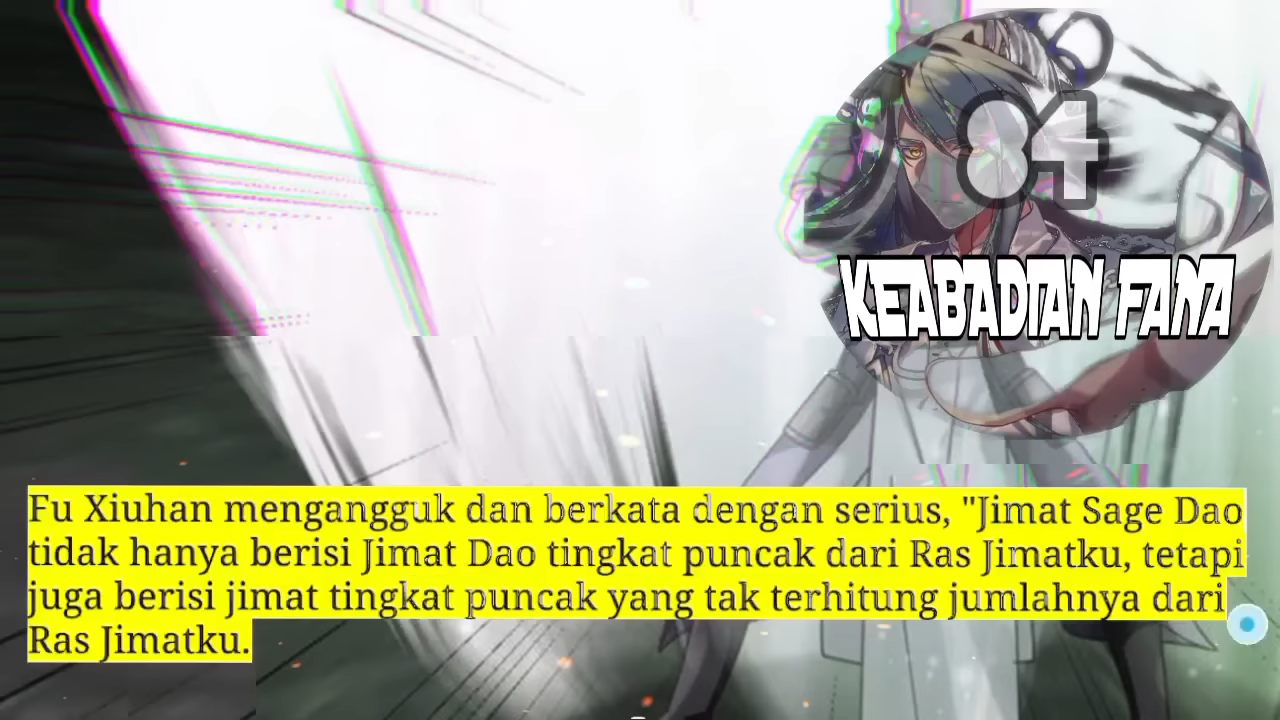 84
KEABADIAN FANA
Fu Xiuhan mengangguk dan berkata dengan serius, "Jimat Sage Dao
tidak hanya berisi Jimat Dao tingkat puncak dari Ras Jimatku, tetapi
juga berisi jimat tingkat puncak yang tak terhitung jumlahnya dari
Ras Jimatku.